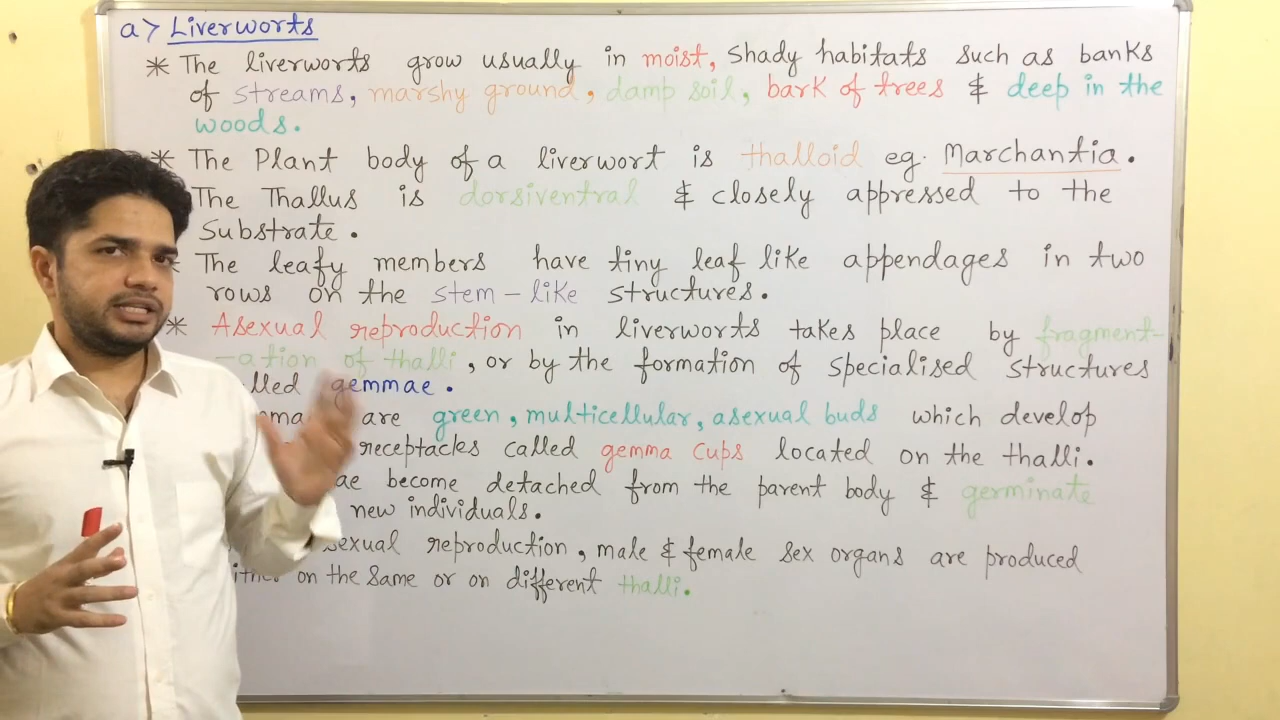 a> Liverworts
* The liverworts grow usually in moist, shady habitats such as banks
of streams, marshy ground, damp soil, bark of trees & deep in the
woods.
* The Plant body of a liverwort is thalloid eg. Marchantia.
The Thallus is dorsiventral & closely appressed to the
Substrate.
* The leafy members have tiny leaf like appendages in two
rows on the stem-like structures.
* Asexual reproduction in liverworts takes place by fragment-
-ation of thalli, or by the formation of specialised structures
lled gemmae.
mma are green, multicellular, asexual buds which develop
receptacks called gemma cups located on the thalli.
ae become detached from the parent body & germinate
new individuals.
sexual reproduction, male & female sex organs are produced
ither on the same or on different thalli.